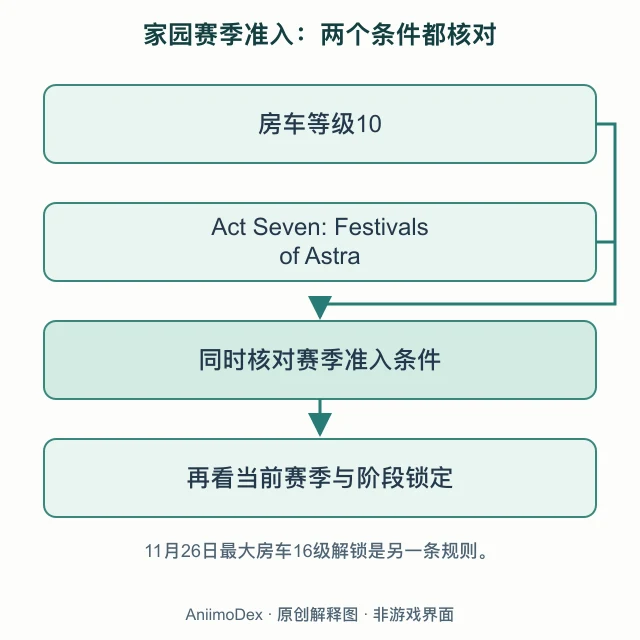 家园赛季准入：两个条件都核对
房车等级10
Act Seven: Festivals
of Astra
同时核对赛季准入条件
再看当前赛季与阶段锁定
11月26日最大房车16级解锁是另一条规则。
AniimoDex · 原创解释图 · 非游戏界面